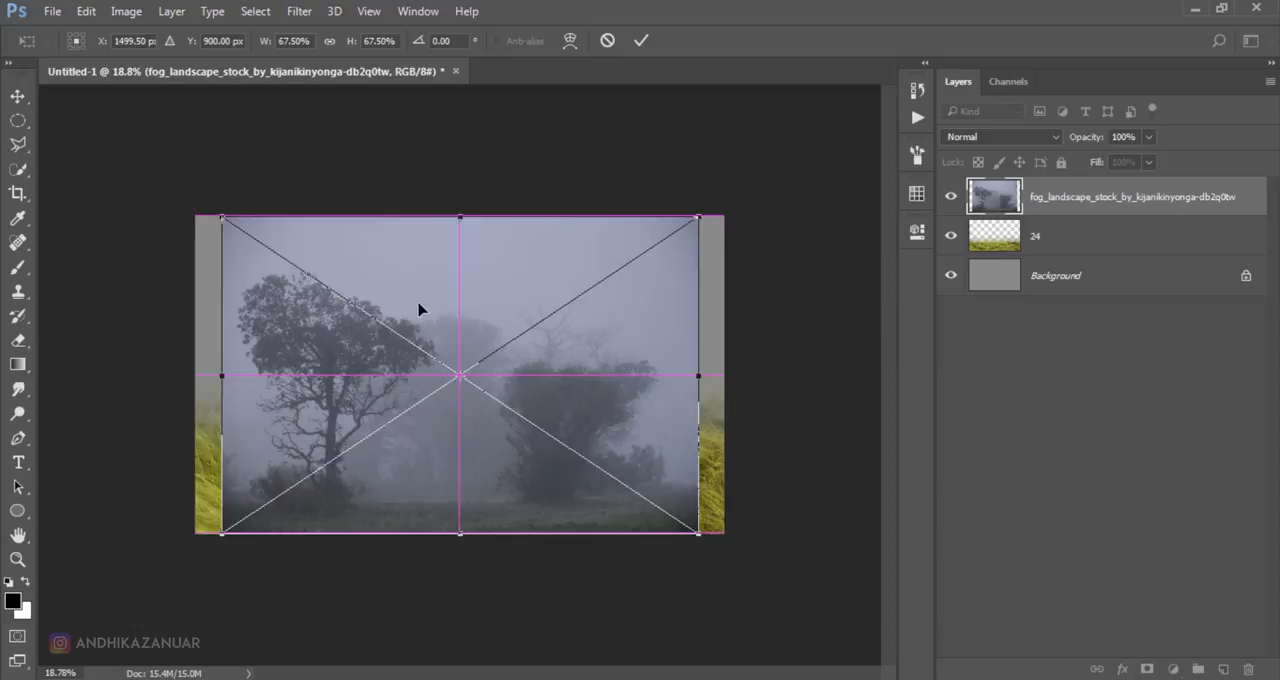 Ps File Edit Image Layer Type Select Filter 3D View Window Help
X: 1499.50 px Y: 900.00 px W: 67.50% H: 67.50% 0.00 ° Anti-alias
Untitled-1 @ 18.8% (fog_landscape_stock_by_kijanikinyonga-db2q0tw, RGB/8#) * ×
Layers Channels
Kind
Normal Opacity: 100%
Lock: Fill: 100%
fog_landscape_stock_by_kijanikinyonga-db2q0tw
24
Background
ANDHIKAZANUAR
18.78% Doc: 15.4M/15.0M